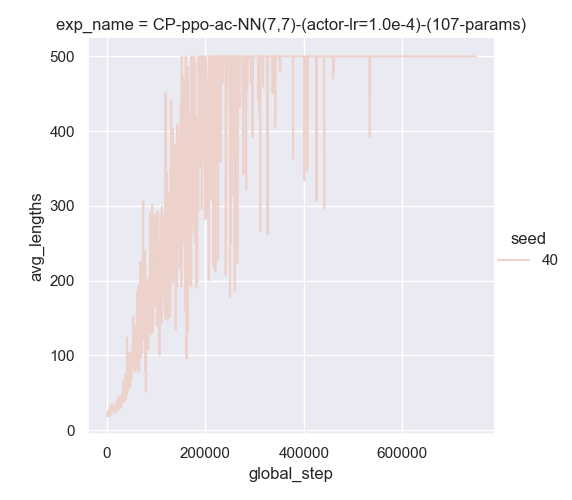 exp_name = CP-ppo-ac-NN(7,7)-(actor-lr=1.0e-4)-(107-params)
500
400
300
200
100
0
avg_lengths
0 200000 400000 600000
global_step
seed
40